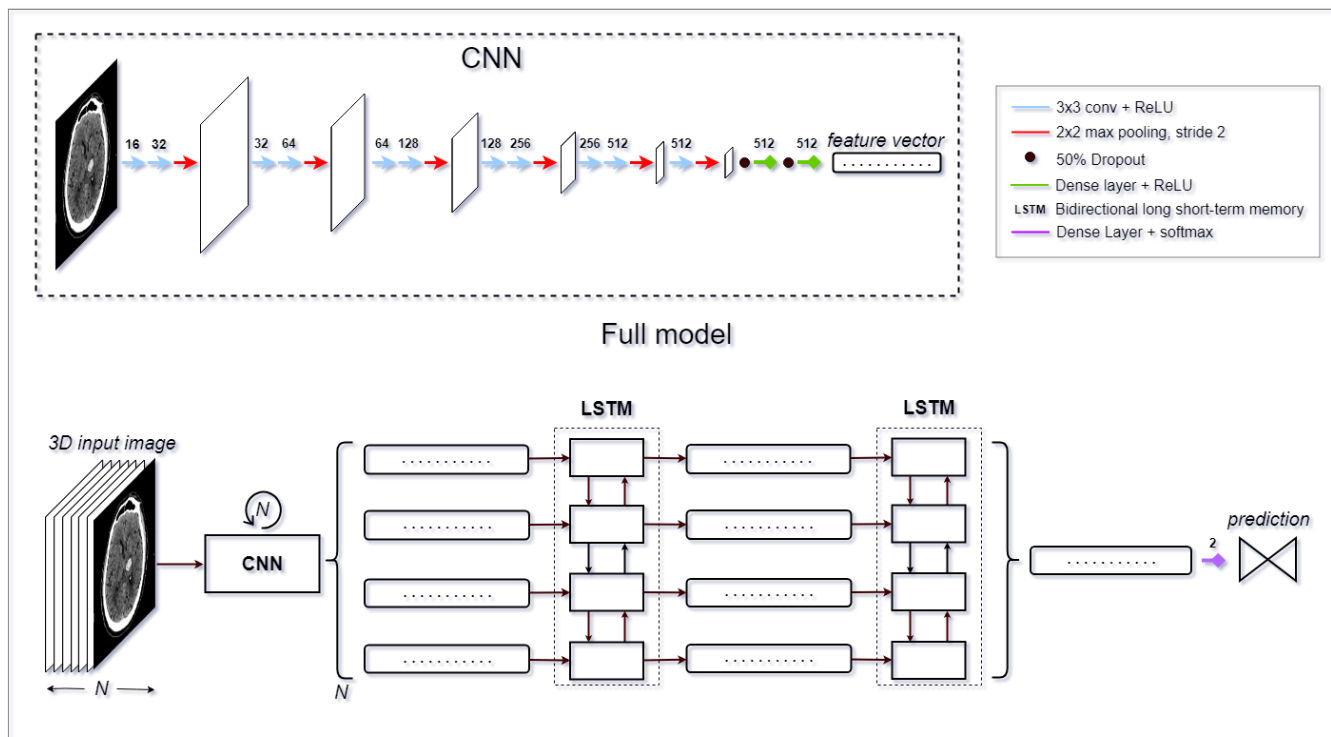 CNN
16 32 32 64 64 128 128 256 256 512 512 512 512
feature vector
. . . . . . . . . . .
3x3 conv + ReLU
2x2 max pooling, stride 2
50% Dropout
Dense layer + ReLU
LSTM Bidirectional long short-term memory
Dense Layer + softmax
Full model
LSTM LSTM
3D input image
. . . . . . . . . . . . . . . . . . . . . .
N
. . . . . . . . . . . . . . . . . . . . . .
prediction
CNN
2
. . . . . . . . . . .
. . . . . . . . . . . . . . . . . . . . . .
. . . . . . . . . . . . . . . . . . . . . .
N
N